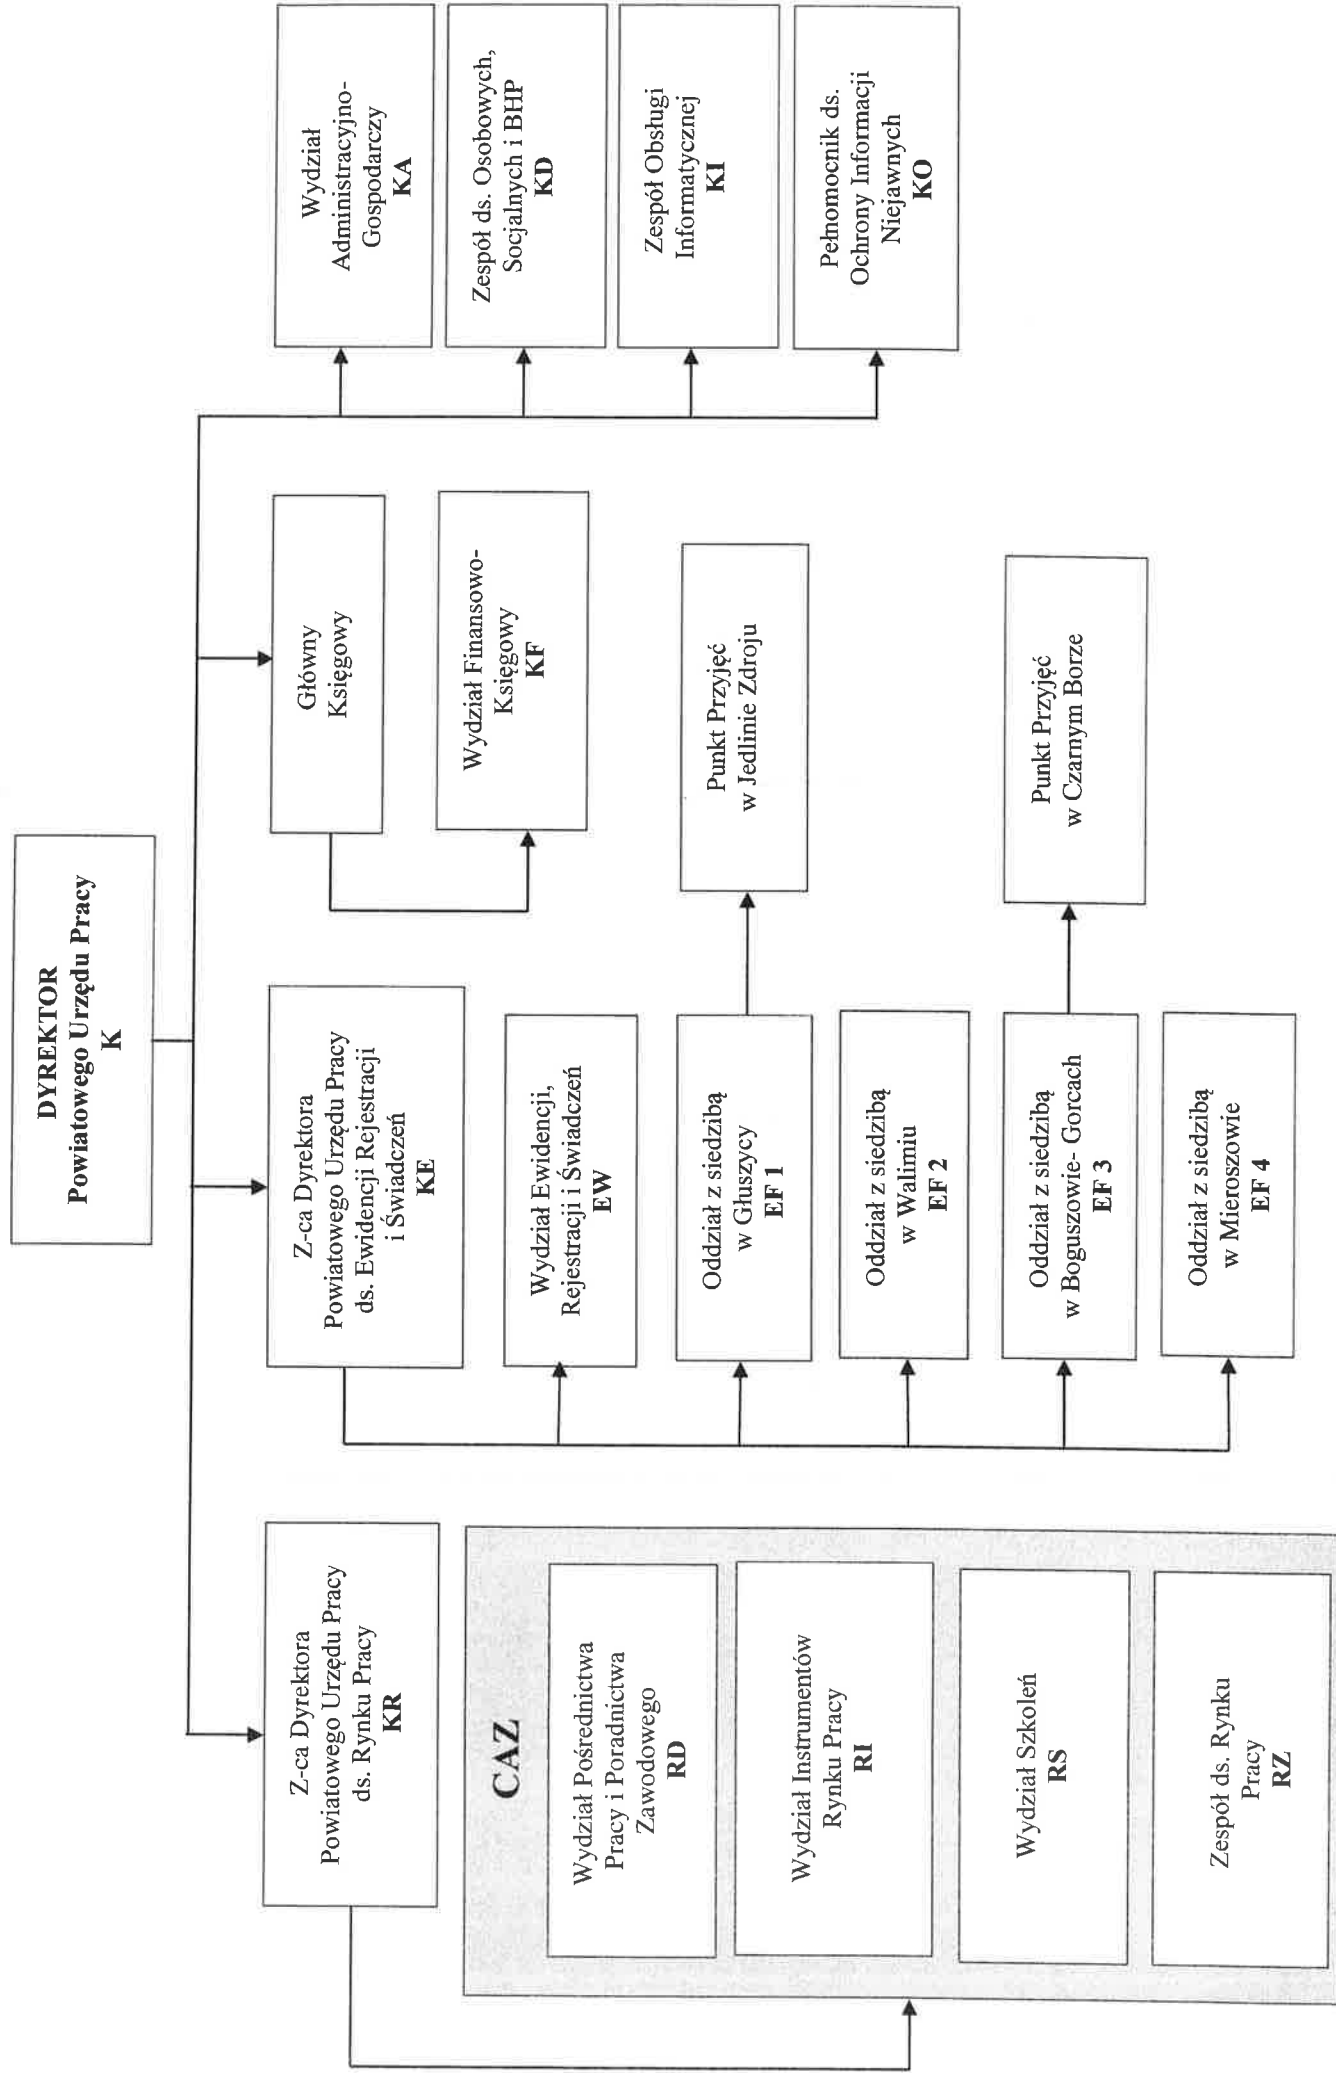 DYREKTOR
Powiatowego Urzędu Pracy
K
Z-ca Dyrektora
Powiatowego Urzędu Pracy
ds. Rynku Pracy
KR
CAZ
Wydział Pośrednictwa
Pracy i Poradnictwa
Zawodowego
RD
Wydział Instrumentów
Rynku Pracy
RI
Wydział Szkoleń
RS
Zespół ds. Rynku
Pracy
RZ
Z-ca Dyrektora
Powiatowego Urzędu Pracy
ds. Ewidencji Rejestracji
i Świadczeń
KE
Wydział Ewidencji,
Rejestracji i Świadczeń
EW
Oddział z siedzibą
w Głuszycy
EF 1
Punkt Przyjęć
w Jedlinie Zdroju
Oddział z siedzibą
w Walimiu
EF 2
Oddział z siedzibą
w Boguszowie- Gorcach
EF 3
Punkt Przyjęć
w Czarnym Borze
Oddział z siedzibą
w Mieroszowie
EF 4
Główny
Księgowy
Wydział Finansowo-
Księgowy
KF
Wydział
Administracyjno-
Gospodarczy
KA
Zespół ds. Osobowych,
Socjalnych i BHP
KD
Zespół Obsługi
Informatycznej
KI
Pełnomocnik ds.
Ochrony Informacji
Niejawnych
KO